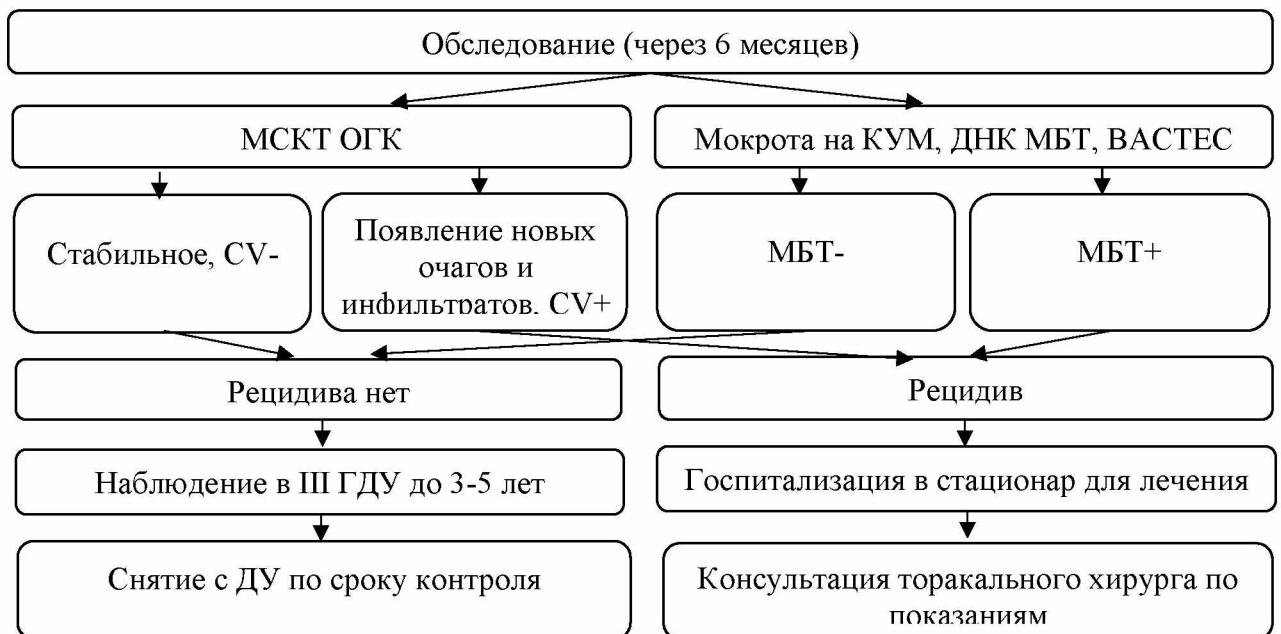 Обследование (через 6 месяцев)
МСКТ ОГК
Мокрота на КУМ, ДНК МБТ, ВАСТЕС
Стабильное, CV-
Появление новых
очагов и
инфильтратов, CV+
МБТ-
МБТ+
Рецидива нет
Рецидив
Наблюдение в III ГДУ до 3-5 лет
Госпитализация в стационар для лечения
Снятие с ДУ по сроку контроля
Консультация торакального хирурга по
показаниям